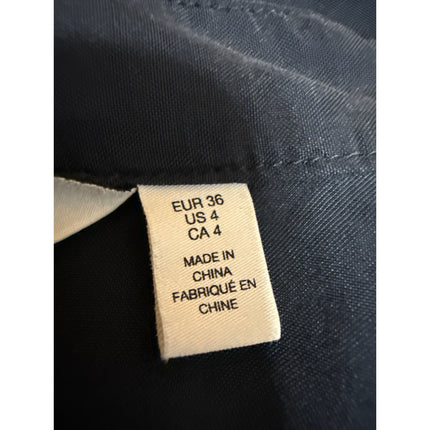 EUR 36
US 4
CA 4
MADE IN
CHINA
FABRIQUÉ EN
CHINE